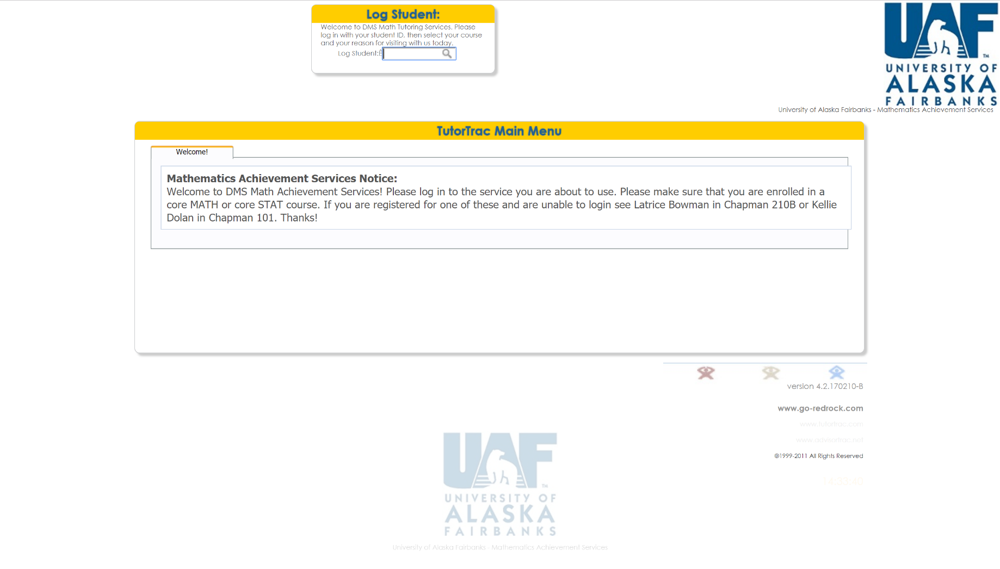 Log Student:
Welcome to DMS Math Tutoring Services. Please
log in with your student ID, then select your course
and your reason for visiting with us today.
Log Student:Ê
UAF
TM
UNIVERSITY OF
ALASKA
FAIRBANKS
University of Alaska Fairbanks - Mathematics Achievement Services
TutorTrac Main Menu
Welcome!
Mathematics Achievement Services Notice:
Welcome to DMS Math Achievement Services! Please log in to the service you are about to use. Please make sure that you are enrolled in a
core MATH or core STAT course. If you are registered for one of these and are unable to login see Latrice Bowman in Chapman 210B or Kellie
Dolan in Chapman 101. Thanks!
version 4.2.170210-B
www.go-redrock.com
www.tutortrac.com
www.advisortrac.net
©1999-2011 All Rights Reserved
14:33:40
UAF
TM
UNIVERSITY OF
ALASKA
FAIRBANKS
University of Alaska Fairbanks - Mathematics Achievement Services